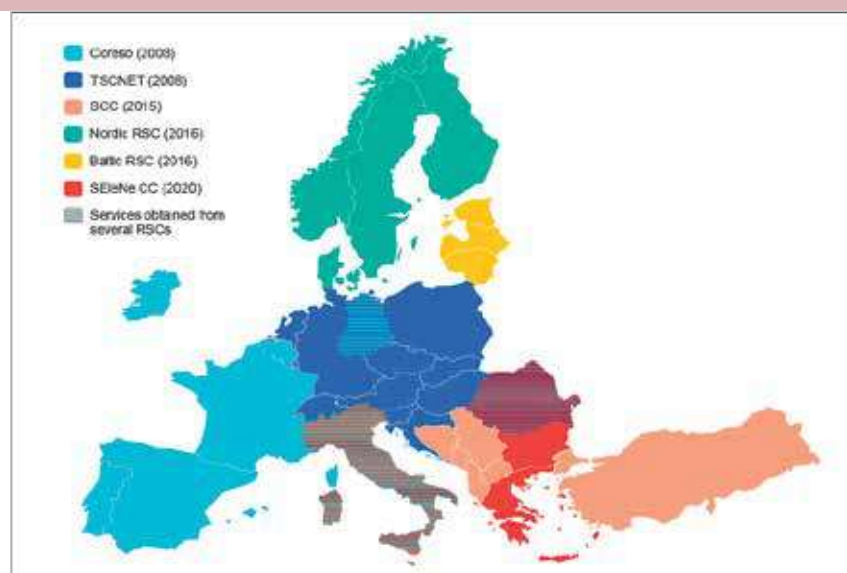 Coreso (2008)
TSCNET (2008)
SCC (2015)
Nordic RSC (2016)
Baltic RSC (2016)
SEleNe CC (2020)
Services obtained from
several RSCs